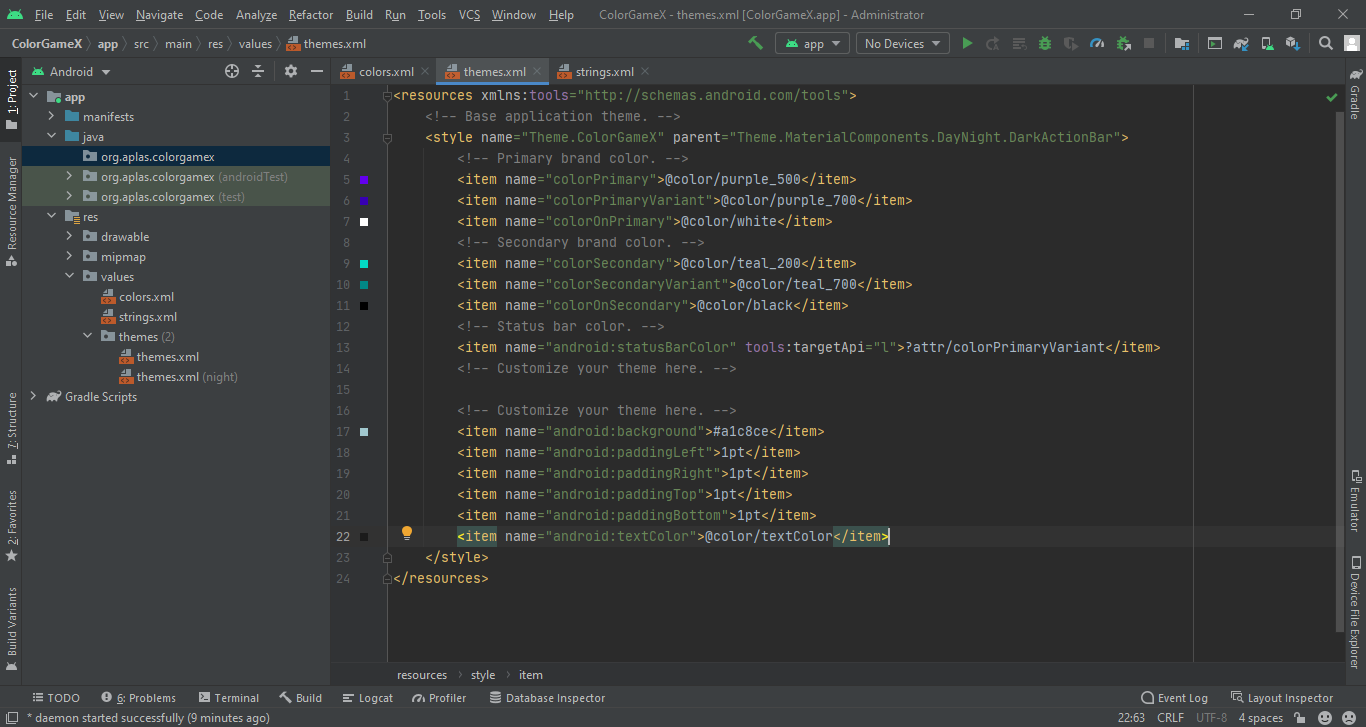 File Edit View Navigate Code Analyze Refactor Build Run Tools VCS Window Help ColorGameX - themes.xml [ColorGameX.app] - Administrator
ColorGameX app src main res values themes.xml app No Devices
Android colors.xml themes.xml strings.xml
1: Project
Resource Manager
7: Structure
2: Favorites
Build Variants
app
manifests
java
org.aplas.colorgamex
org.aplas.colorgamex (androidTest)
org.aplas.colorgamex (test)
res
drawable
mipmap
values
colors.xml
strings.xml
themes (2)
themes.xml
themes.xml (night)
Gradle Scripts
1 <resources xmlns:tools="http://schemas.android.com/tools">
2 <!-- Base application theme. -->
3 <style name="Theme.ColorGameX" parent="Theme.MaterialComponents.DayNight.DarkActionBar">
4 <!-- Primary brand color. -->
5 <item name="colorPrimary">@color/purple_500</item>
6 <item name="colorPrimaryVariant">@color/purple_700</item>
7 <item name="colorOnPrimary">@color/white</item>
8 <!-- Secondary brand color. -->
9 <item name="colorSecondary">@color/teal_200</item>
10 <item name="colorSecondaryVariant">@color/teal_700</item>
11 <item name="colorOnSecondary">@color/black</item>
12 <!-- Status bar color. -->
13 <item name="android:statusBarColor" tools:targetApi="l">?attr/colorPrimaryVariant</item>
14 <!-- Customize your theme here. -->
15
16 <!-- Customize your theme here. -->
17 <item name="android:background">#a1c8ce</item>
18 <item name="android:paddingLeft">1pt</item>
19 <item name="android:paddingRight">1pt</item>
20 <item name="android:paddingTop">1pt</item>
21 <item name="android:paddingBottom">1pt</item>
22 <item name="android:textColor">@color/textColor</item>
23 </style>
24 </resources>
Gradle
Emulator
Device File Explorer
resources style item
TODO 6: Problems Terminal Build Logcat Profiler Database Inspector Event Log Layout Inspector
* daemon started successfully (9 minutes ago) 22:63 CRLF UTF-8 4 spaces